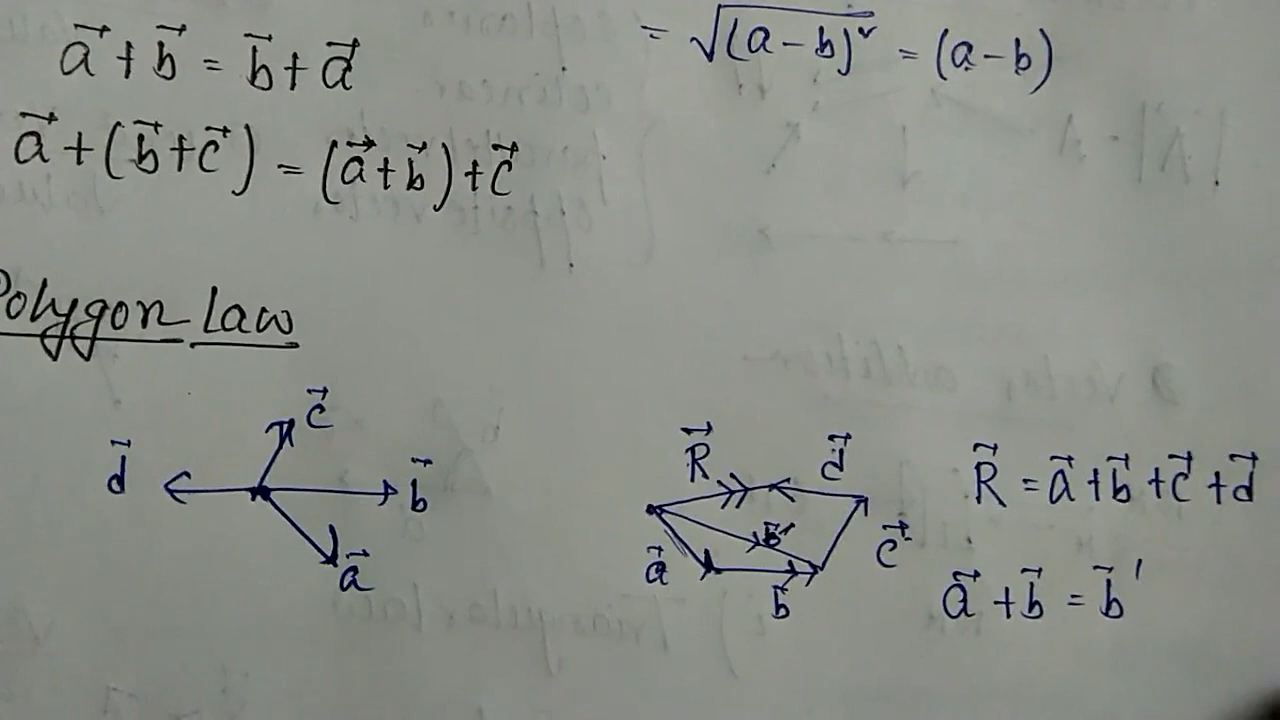 a⃗ + b⃗ = b⃗ + a⃗
= √(a - b)² = (a - b)
a⃗ + (b⃗ + c⃗) = (a⃗ + b⃗) + c⃗
Polygon Law
c⃗
d⃗
b⃗
a⃗
R⃗
d⃗
b⃗'
a⃗
b⃗
c⃗
R⃗ = a⃗ + b⃗ + c⃗ + d⃗
a⃗ + b⃗ = b⃗'